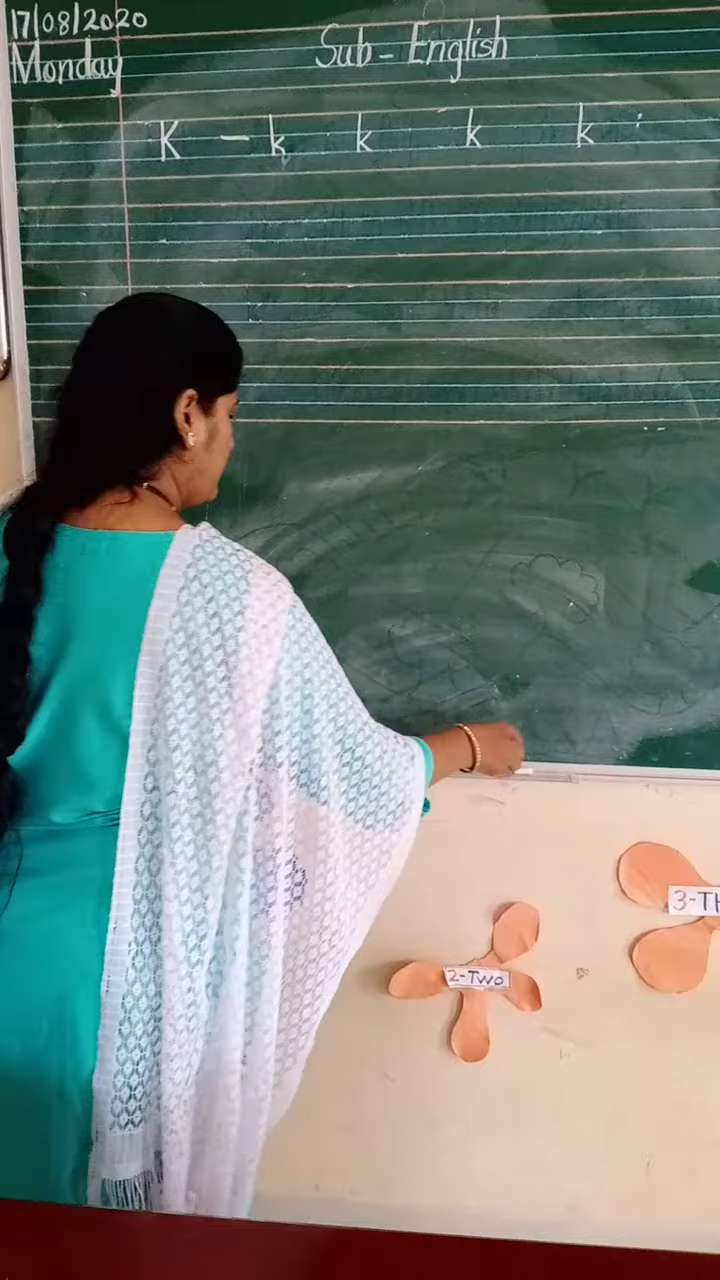 17/08/2020
Monday
Sub - English
K - k k k k
2-Two
3-TH